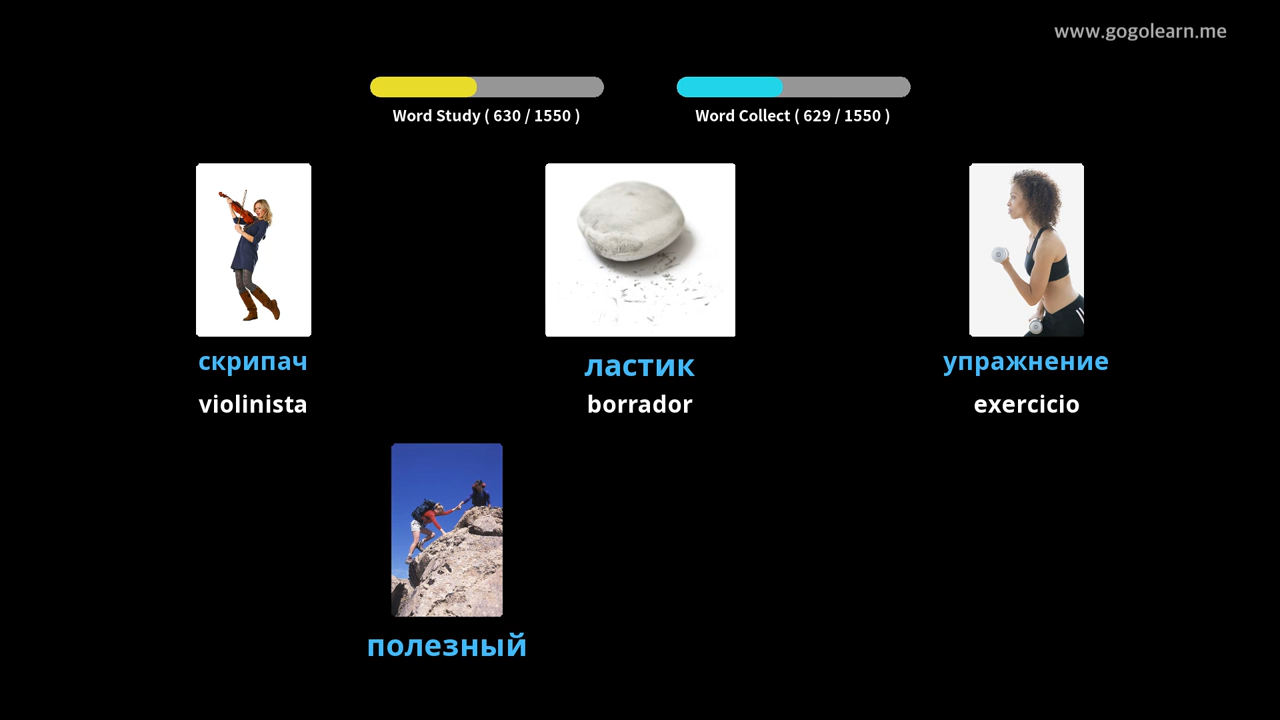 www.gogolearn.me
Word Study ( 630 / 1550 )
Word Collect ( 629 / 1550 )
скрипач
ластик
упражнение
violinista
borrador
exercicio
полезный